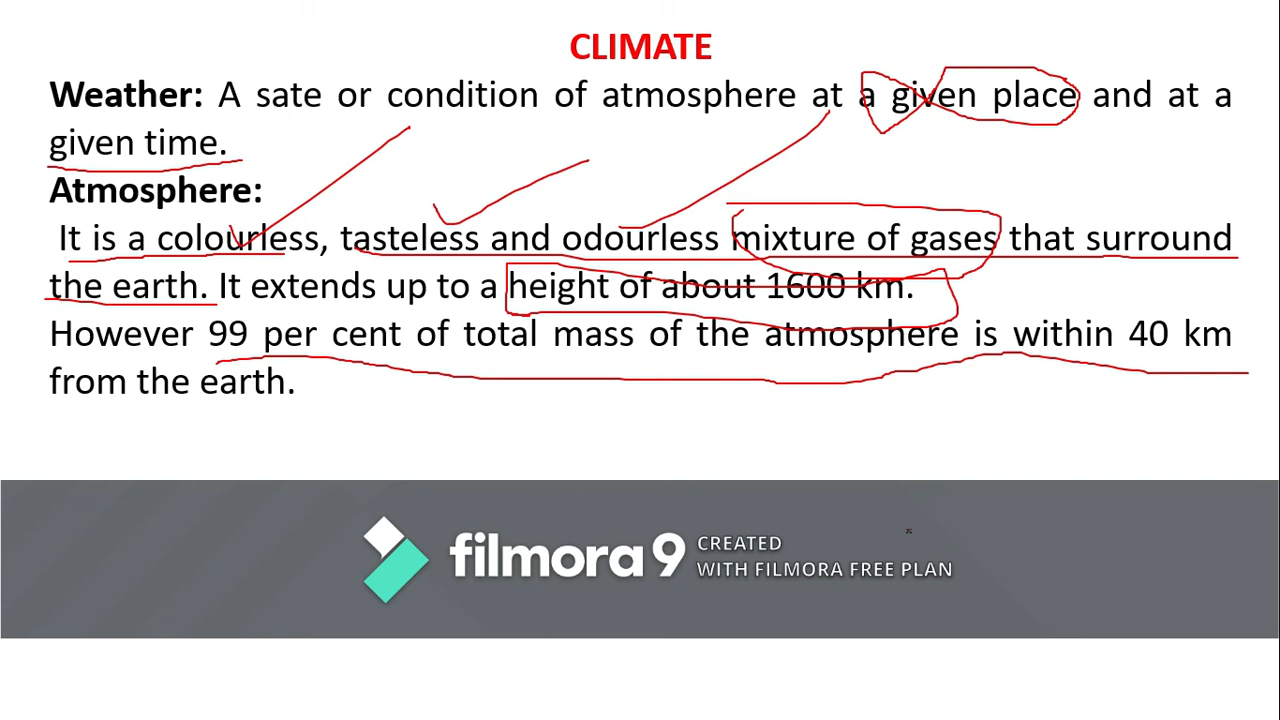 CLIMATE
Weather: A sate or condition of atmosphere at a given place and at a
given time.
Atmosphere:
It is a colourless, tasteless and odourless mixture of gases that surround
the earth. It extends up to a height of about 1600 km.
However 99 per cent of total mass of the atmosphere is within 40 km
from the earth.
filmora 9 CREATED
WITH FILMORA FREE PLAN